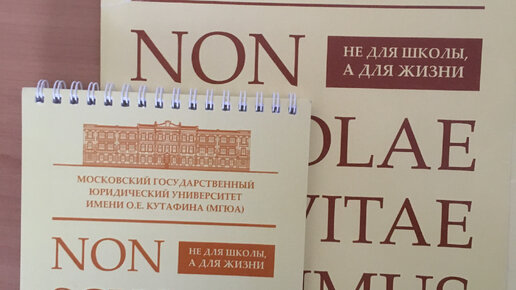 NON
НЕ ДЛЯ ШКОЛЫ,
А ДЛЯ ЖИЗНИ
OLAE
VITAE
IMUS
МОСКОВСКИЙ ГОСУДАРСТВЕННЫЙ
ЮРИДИЧЕСКИЙ УНИВЕРСИТЕТ
ИМЕНИ О.Е. КУТАФИНА (МГЮА)
NON
НЕ ДЛЯ ШКОЛЫ,
А ДЛЯ ЖИЗНИ